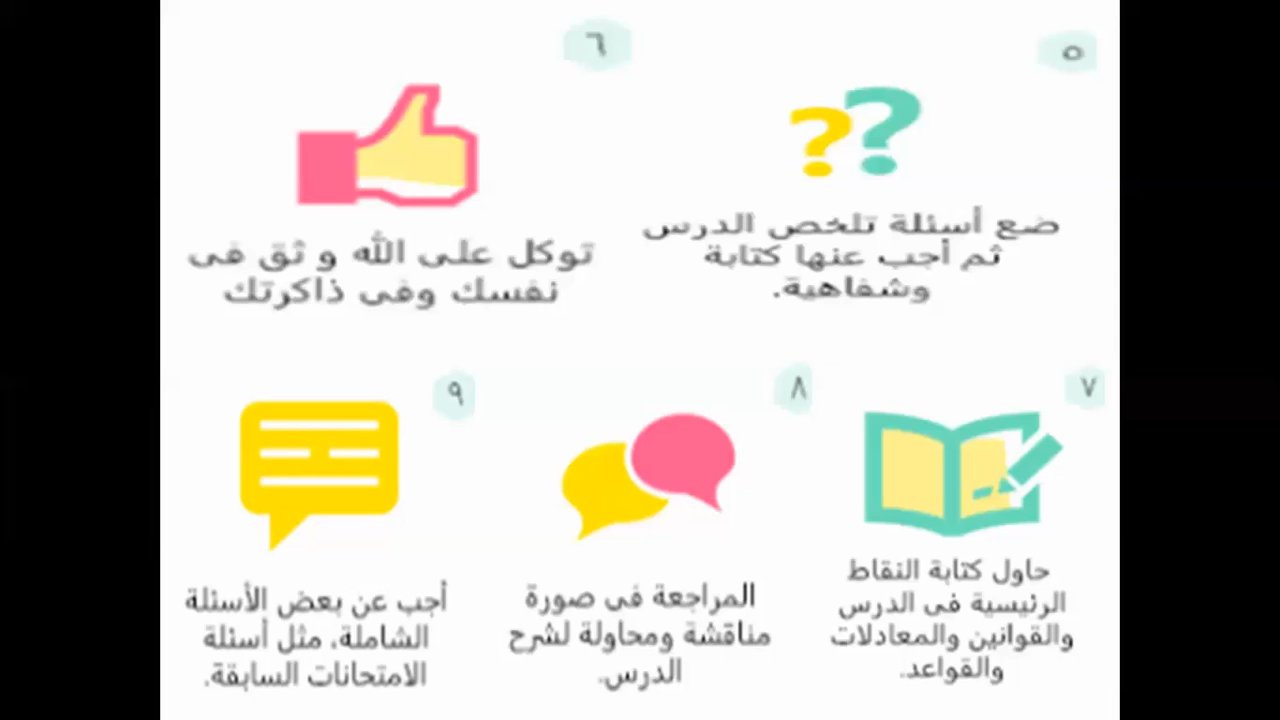 ٥
ضع أسئلة تلخص الدرس
ثم أجب عنها كتابة
وشفاهية.
٦
توكل على الله و ثق فى
نفسك وفى ذاكرتك
٧
حاول كتابة النقاط
الرئيسية فى الدرس
والقوانين والمعادلات
والقواعد.
٨
المراجعة فى صورة
مناقشة ومحاولة لشرح
الدرس.
٩
أجب عن بعض الأسئلة
الشاملة، مثل أسئلة
الامتحانات السابقة.